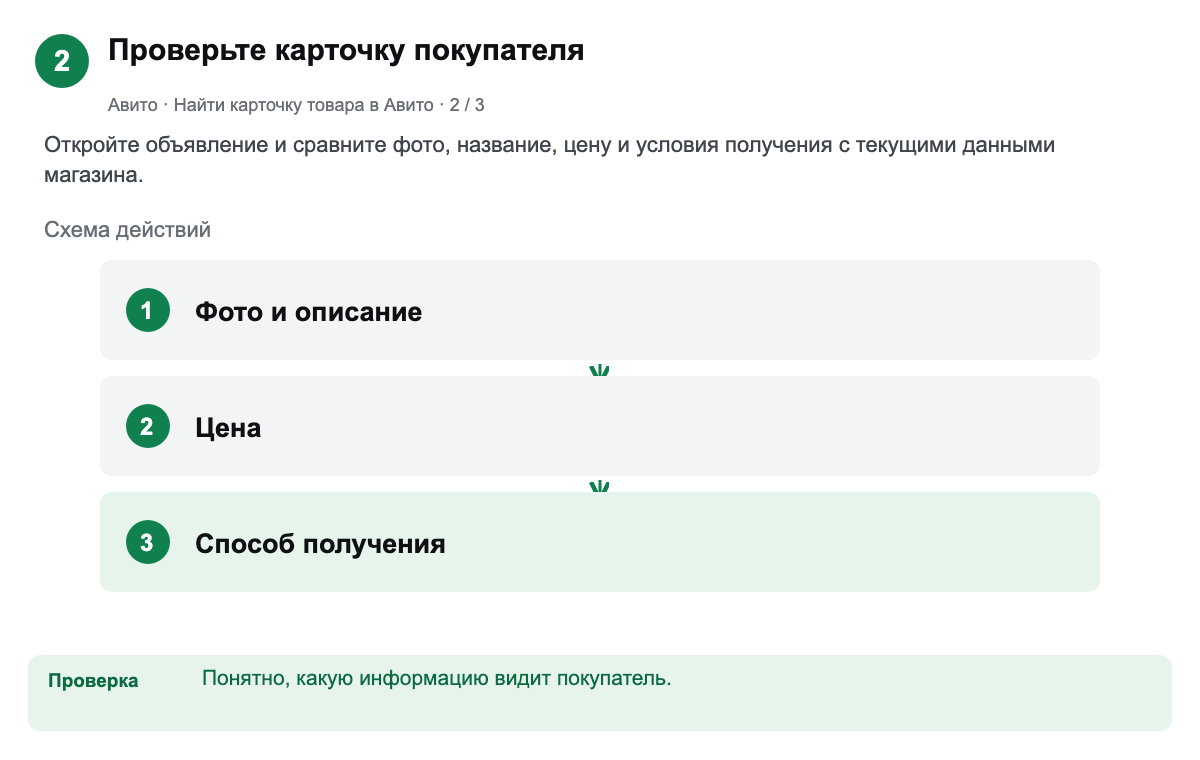 2
Проверьте карточку покупателя
Авито · Найти карточку товара в Авито · 2 / 3
Откройте объявление и сравните фото, название, цену и условия получения с текущими данными
магазина.
Схема действий
1 Фото и описание
2 Цена
3 Способ получения
Проверка Понятно, какую информацию видит покупатель.